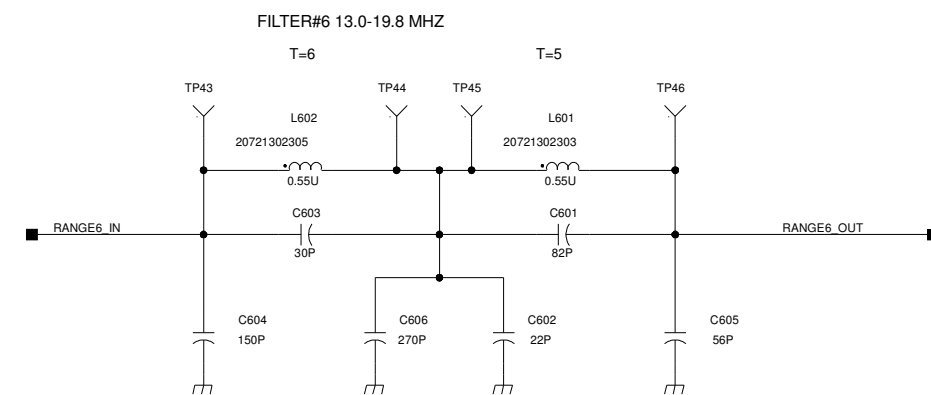 FILTER#6 13.0-19.8 MHZ
T=6
T=5
TP43
TP44
TP45
TP46
L602
L601
20721302305
20721302303
0.55U
0.55U
C603
C601
RANGE6_IN
RANGE6_OUT
30P
82P
C604
C606
C602
C605
150P
270P
22P
56P